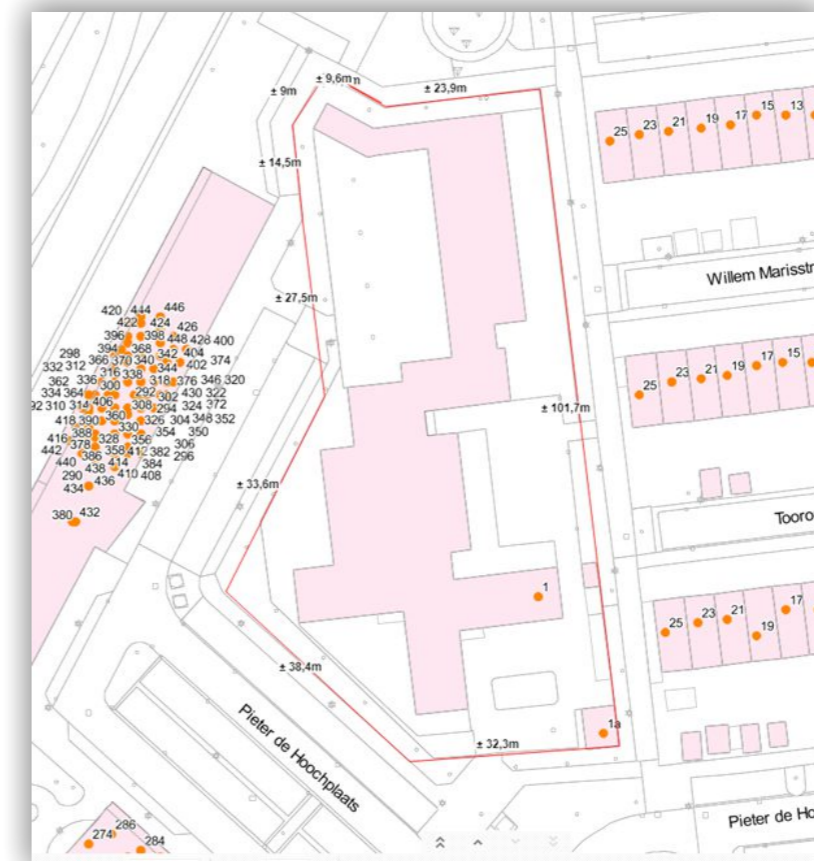 ± 9,6m
± 23,9m
± 9m
± 14,5m
± 27,5m
± 101,7m
± 33,6m
± 38,4m
± 32,3m
25 23 21 19 17 15 13
Willem Marisstr
25 23 21 19 17 15
Tooro
25 23 21 19 17
Pieter de Ho
1
1a
Pieter de Hoochplaats
420 444 446
422 424 426
396 398 448 428 400
298 394 368 342 404
332 312 366 370 340 402 374
316 338 344
362 336 300 318 376 346 320
334 364 292 302 430 322
92 310 314 406 308 294 324 372
418 390 360 326 304 348 352
388 330 354 350
416 378 328 356 306
442 386 358 412 382 296
440 438 414 384
290 436 410 408
434
380 432
286
274 284